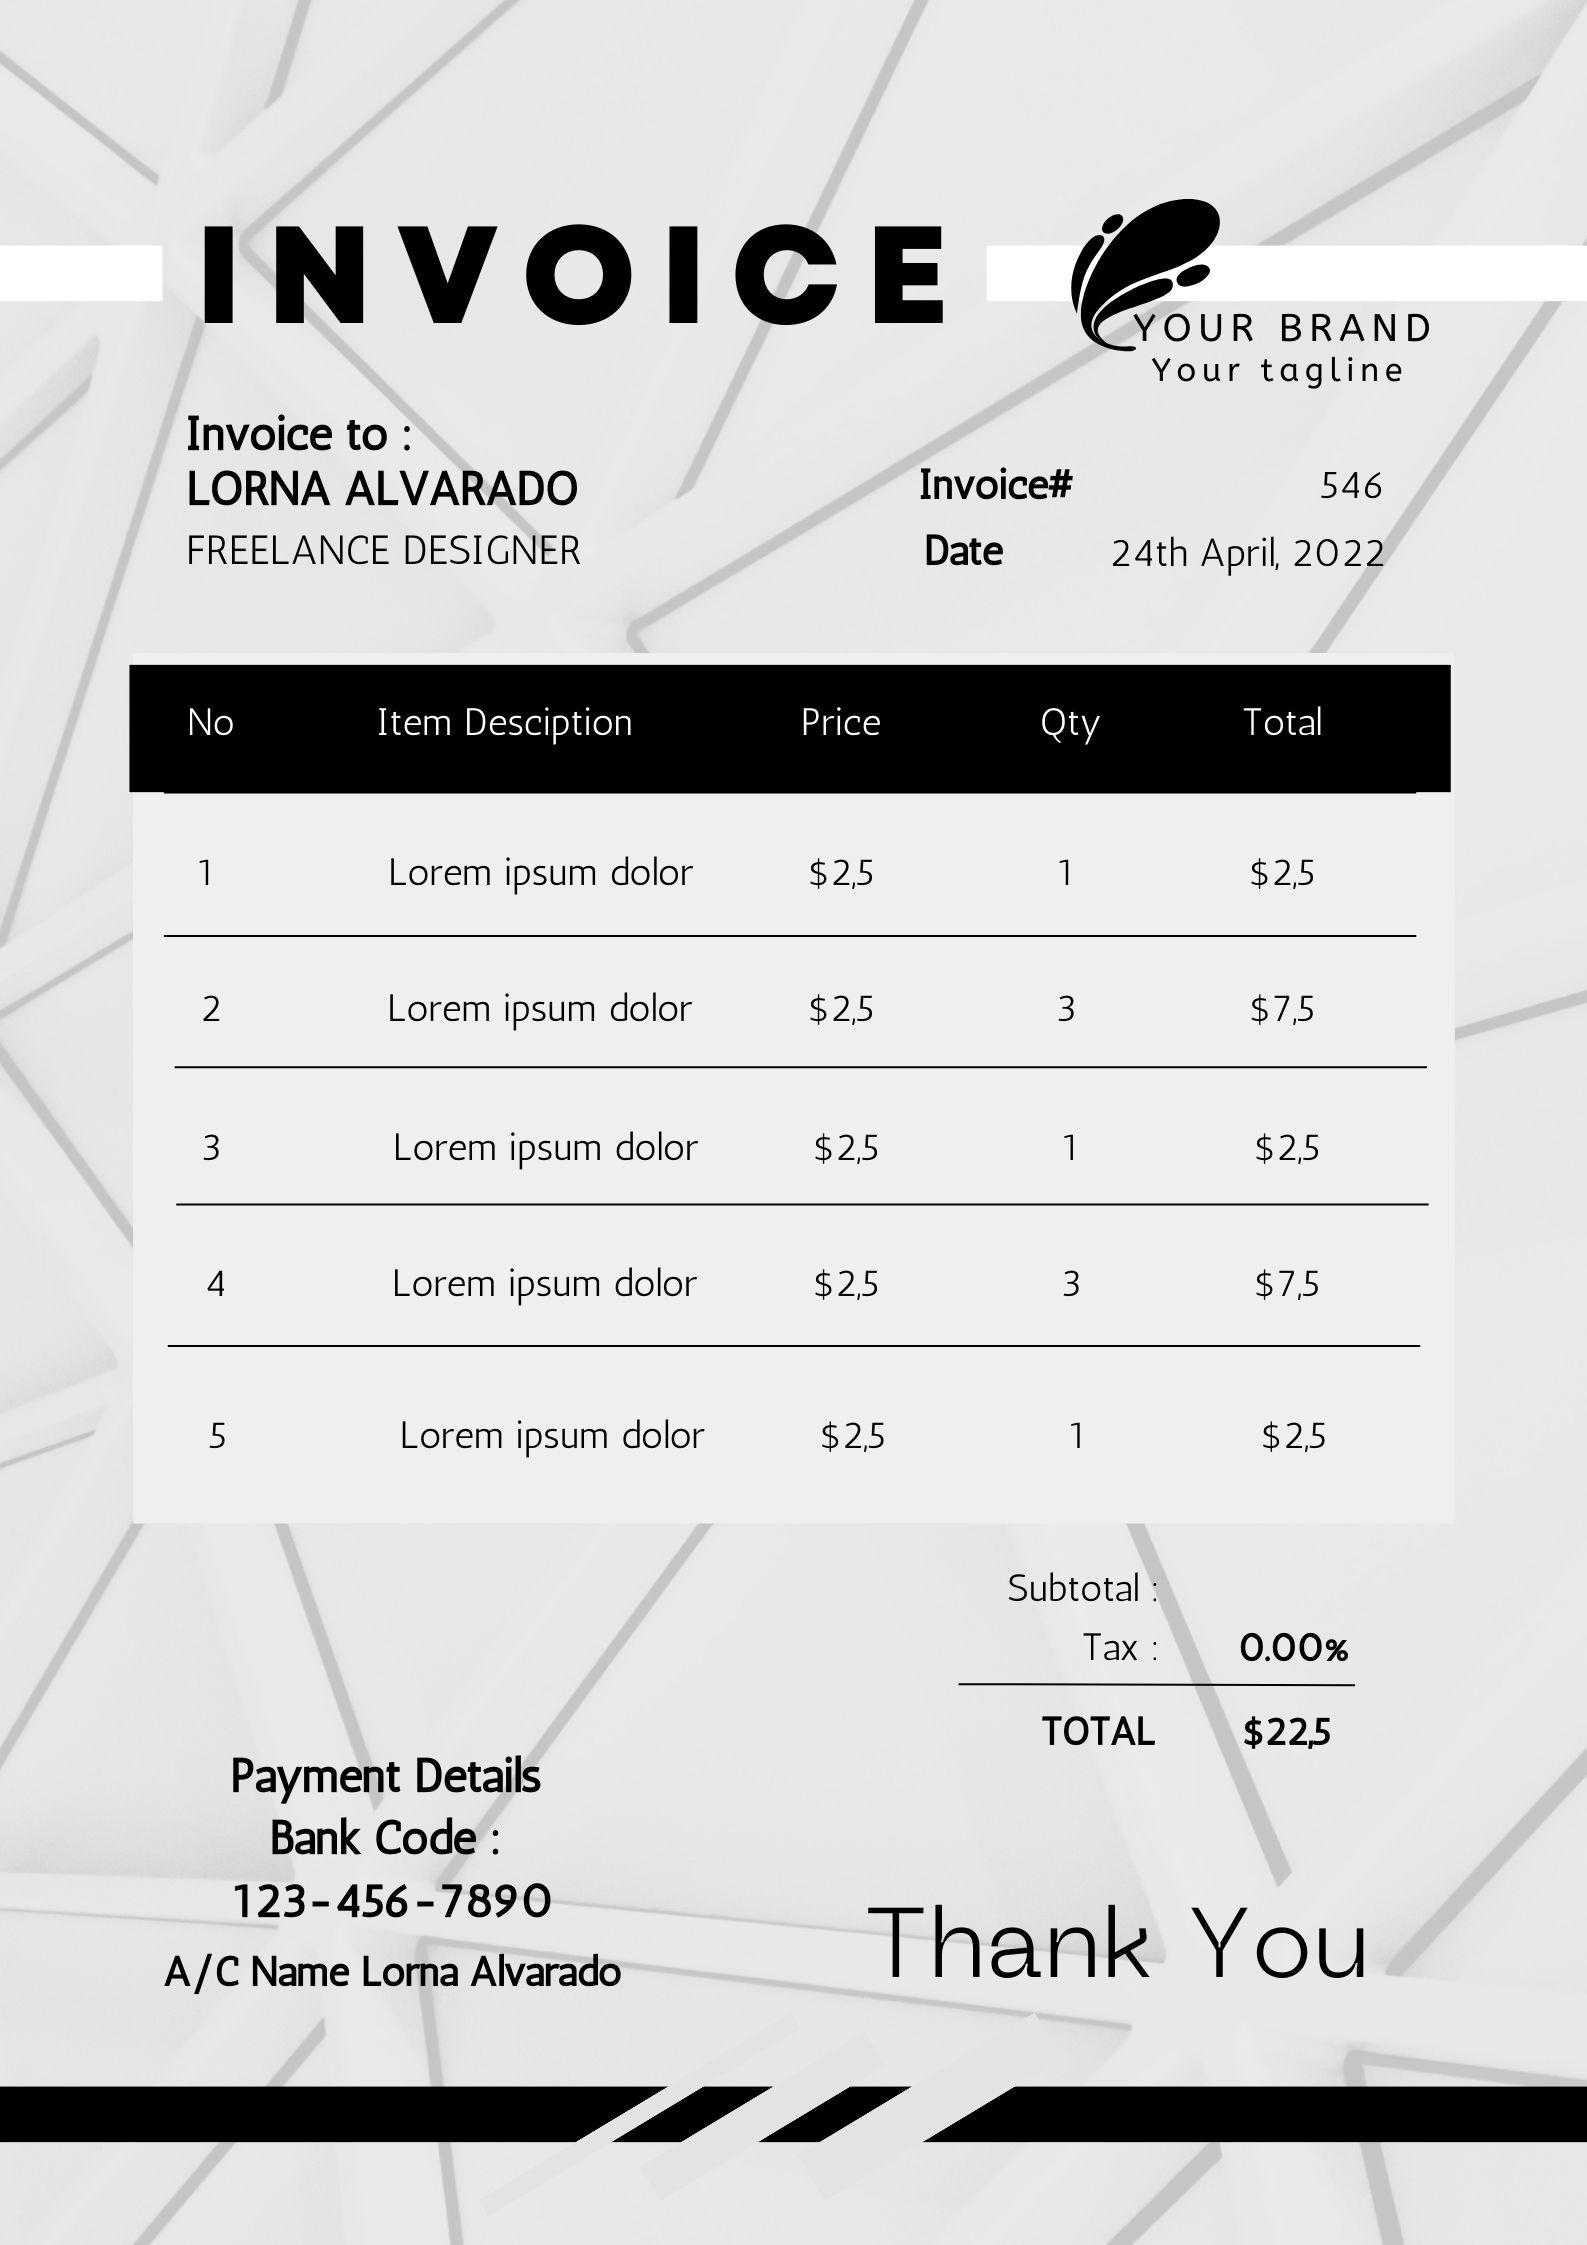 INVOICE
YOUR BRAND
Your tagline
Invoice to :
LORNA ALVARADO
FREELANCE DESIGNER
Invoice# 546
Date 24th April, 2022
No Item Desciption Price Qty Total
1 Lorem ipsum dolor $2,5 1 $2,5
2 Lorem ipsum dolor $2,5 3 $7,5
3 Lorem ipsum dolor $2,5 1 $2,5
4 Lorem ipsum dolor $2,5 3 $7,5
5 Lorem ipsum dolor $2,5 1 $2,5
Subtotal :
Tax : 0.00%
TOTAL $22,5
Payment Details
Bank Code :
123-456-7890
A/C Name Lorna Alvarado
Thank You